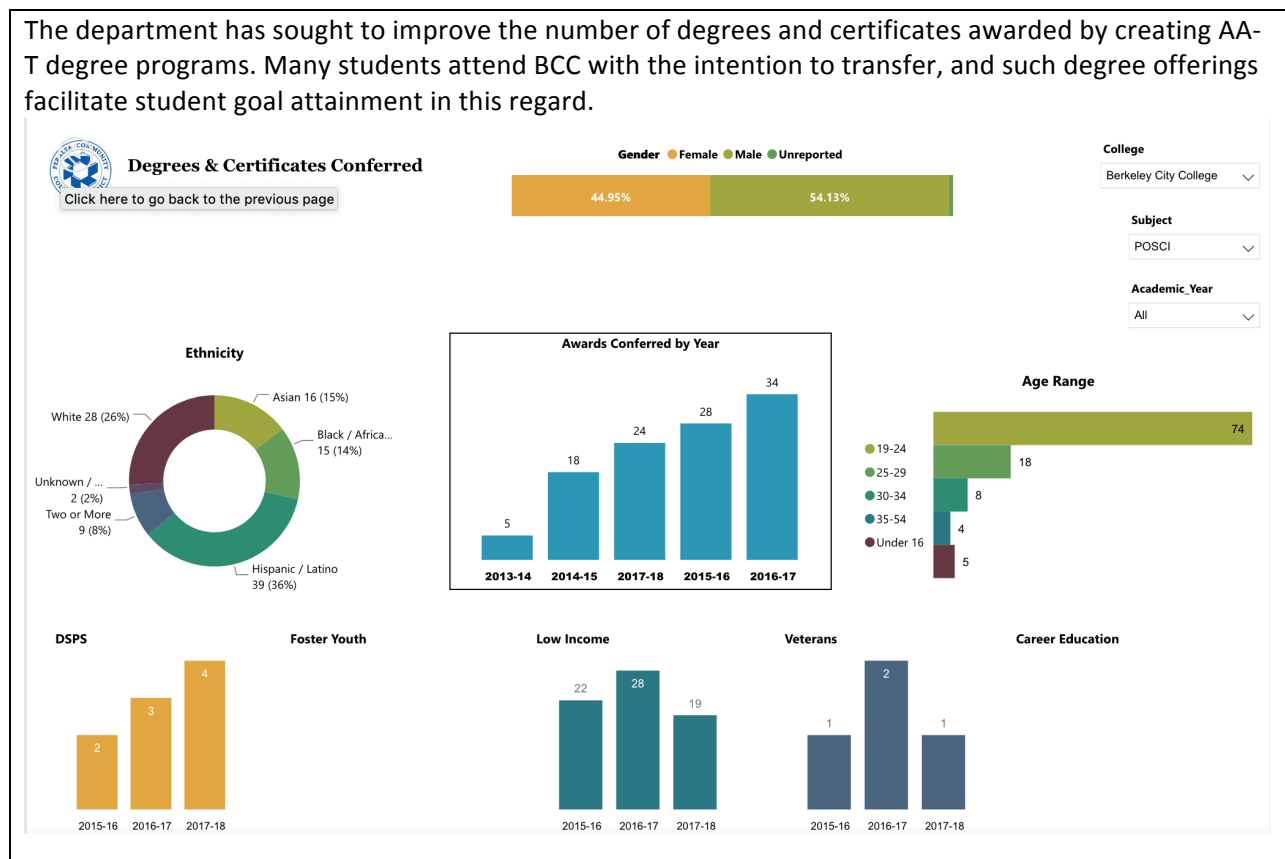 The department has sought to improve the number of degrees and certificates awarded by creating AA-
T degree programs. Many students attend BCC with the intention to transfer, and such degree offerings
facilitate student goal attainment in this regard.
Degrees & Certificates Conferred
Click here to go back to the previous page
Gender Female Male Unreported
44.95% 54.13%
College
Berkeley City College
Subject
POSCI
Academic_Year
All
Ethnicity
Asian 16 (15%)
Black / Africa...
15 (14%)
Hispanic / Latino
39 (36%)
Two or More
9 (8%)
Unknown / ...
2 (2%)
White 28 (26%)
Awards Conferred by Year
5
18
24
28
34
2013-14 2014-15 2017-18 2015-16 2016-17
Age Range
19-24
25-29
30-34
35-54
Under 16
74
18
8
4
5
DSPS
2
3
4
2015-16 2016-17 2017-18
Foster Youth
Low Income
22
28
19
2015-16 2016-17 2017-18
Veterans
1
2
1
2015-16 2016-17 2017-18
Career Education